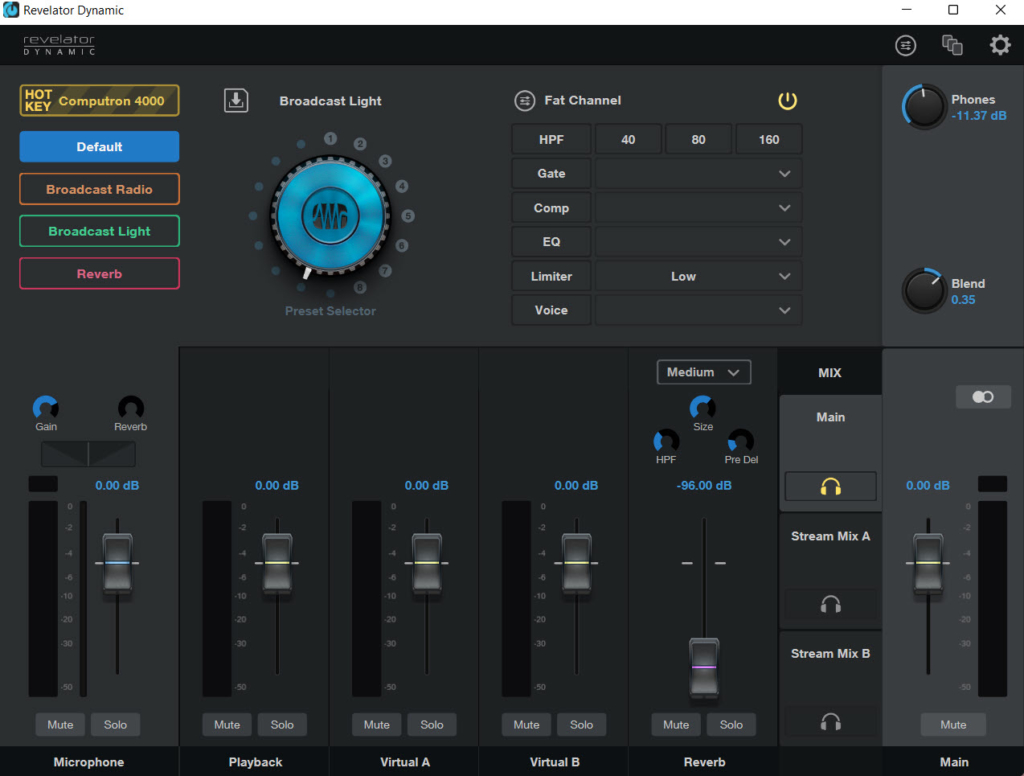 Revelator Dynamic
revelator
DYNAMIC
HOT KEY Computron 4000
Default
Broadcast Radio
Broadcast Light
Reverb
Broadcast Light
1
2
3
4
5
6
7
8
Preset Selector
Fat Channel
HPF 40 80 160
Gate
Comp
EQ
Limiter Low
Voice
Phones
-11.37 dB
Blend
0.35
Gain Reverb
0.00 dB
0
-2
-4
-6
-10
-20
-30
-50
Mute Solo
Microphone
0.00 dB
0
-2
-4
-6
-10
-20
-30
-50
Mute Solo
Playback
0.00 dB
0
-2
-4
-6
-10
-20
-30
-50
Mute Solo
Virtual A
0.00 dB
0
-2
-4
-6
-10
-20
-30
-50
Mute Solo
Virtual B
Medium
Size
HPF Pre Del
-96.00 dB
Mute Solo
Reverb
MIX
Main
Stream Mix A
Stream Mix B
0.00 dB
0
-2
-4
-6
-10
-20
-30
-50
Mute
Main